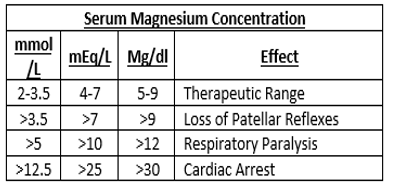 Serum Magnesium Concentration
mmol /L mEq/L Mg/dl Effect
2-3.5 4-7 5-9 Therapeutic Range
>3.5 >7 >9 Loss of Patellar Reflexes
>5 >10 >12 Respiratory Paralysis
>12.5 >25 >30 Cardiac Arrest